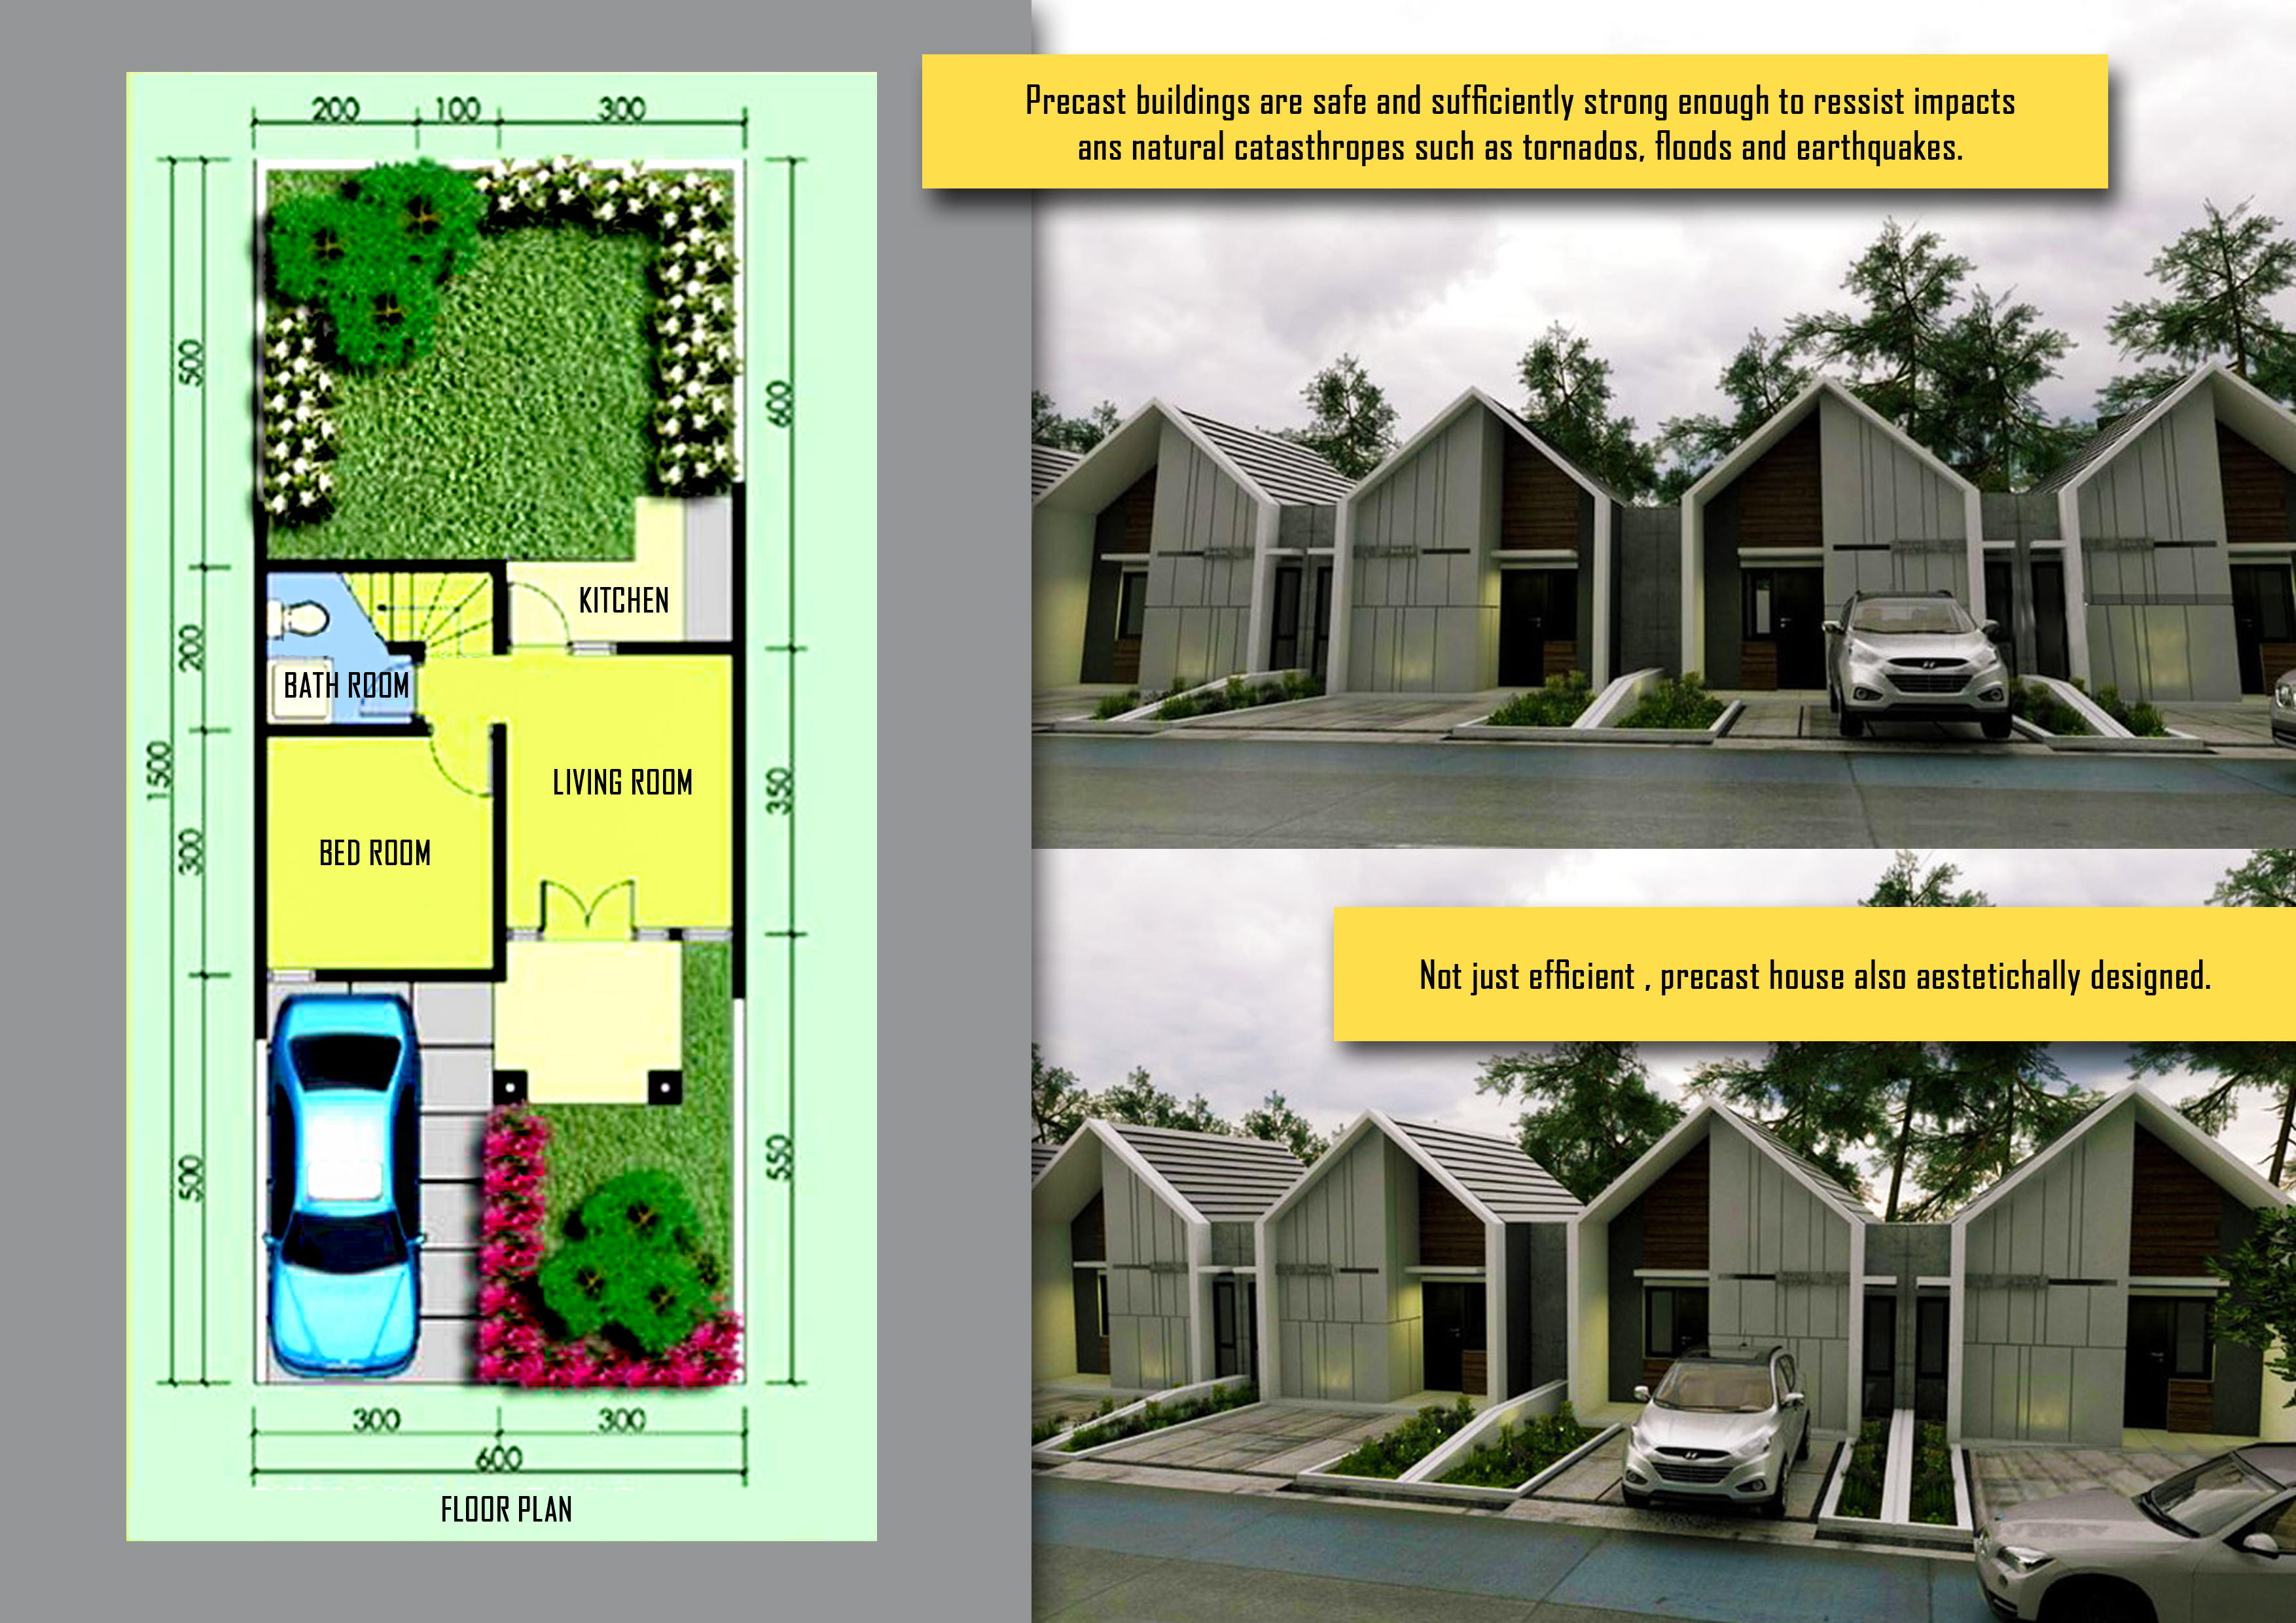 200 100 300
500
600
KITCHEN
200
BATH ROOM
1500
LIVING ROOM
350
300
BED ROOM
500
550
300 300
600
FLOOR PLAN
Precast buildings are safe and sufficiently strong enough to ressist impacts
ans natural catasthropes such as tornados, floods and earthquakes.
Not just efficient , precast house also aestetichally designed.